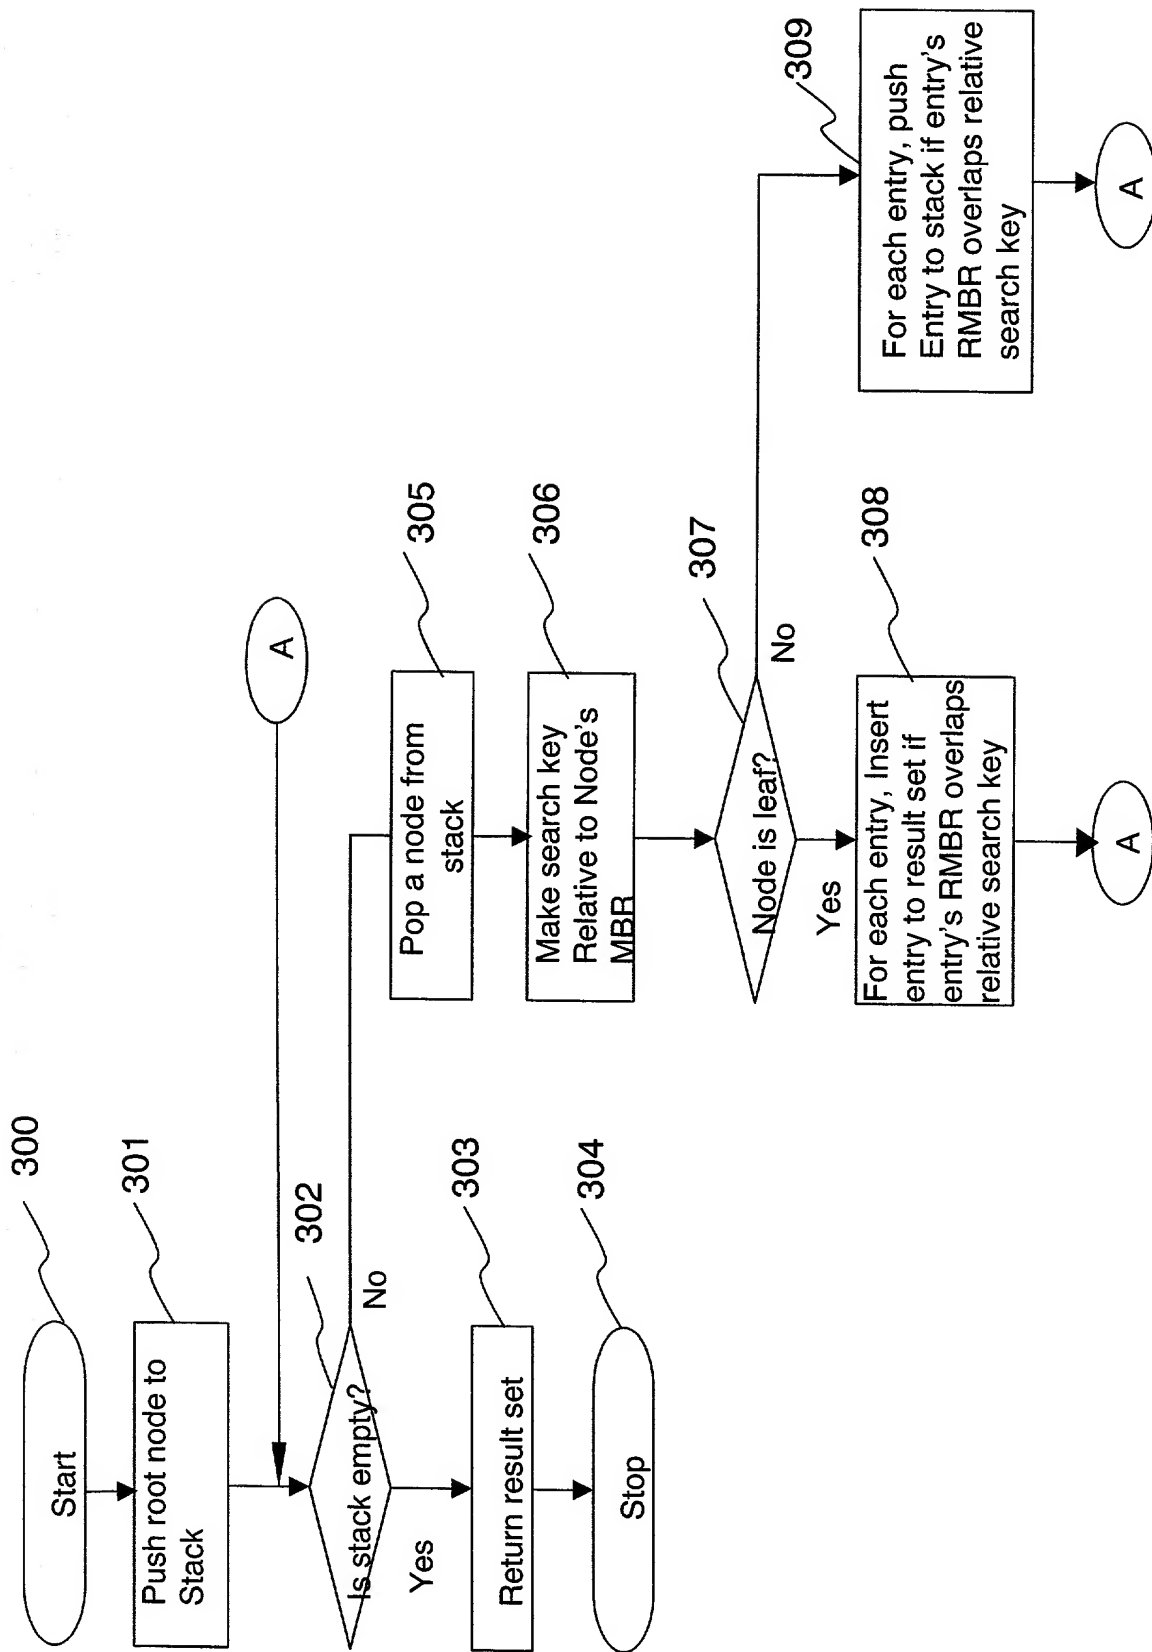 300
Start
301
Push root node to
Stack
A
302
Is stack empty?
No
Yes
303
Return result set
304
Stop
305
Pop a node from
stack
306
Make search key
Relative to Node's
MBR
307
Node is leaf?
No
Yes
308
For each entry, Insert
entry to result set if
entry's RMBR overlaps
relative search key
A
309
For each entry, push
Entry to stack if entry's
RMBR overlaps relative
search key
A